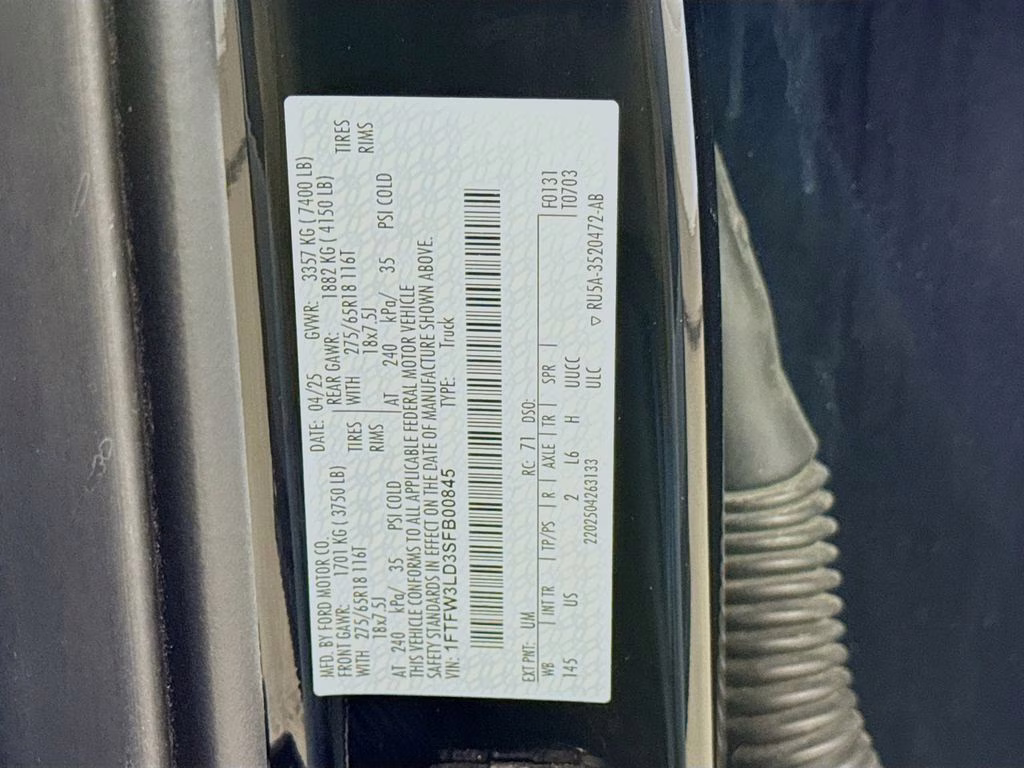 MFD. BY FORD MOTOR CO. DATE: 04/25 GVWR: 3357 KG ( 7400 LB)
FRONT GAWR: 1701 KG ( 3750 LB) REAR GAWR: 1882 KG ( 4150 LB)
WITH 275/65R18 116T TIRES WITH 275/65R18 116T TIRES
18x7.5J RIMS 18x7.5J RIMS
AT 240 kPa/ 35 PSI COLD AT 240 kPa/ 35 PSI COLD
THIS VEHICLE CONFORMS TO ALL APPLICABLE FEDERAL MOTOR VEHICLE
SAFETY STANDARDS IN EFFECT ON THE DATE OF MANUFACTURE SHOWN ABOVE.
VIN: 1FTFW3LD3SFB00845 TYPE: Truck
EXT PNT: UM RC: 71 DSO:
WB | INT TR | TP/PS | R | AXLE | TR | SPR | F0131
145 US 2 L6 H UUCC T0703
2202504263133 ULC ▽ RU5A-3520472-AB